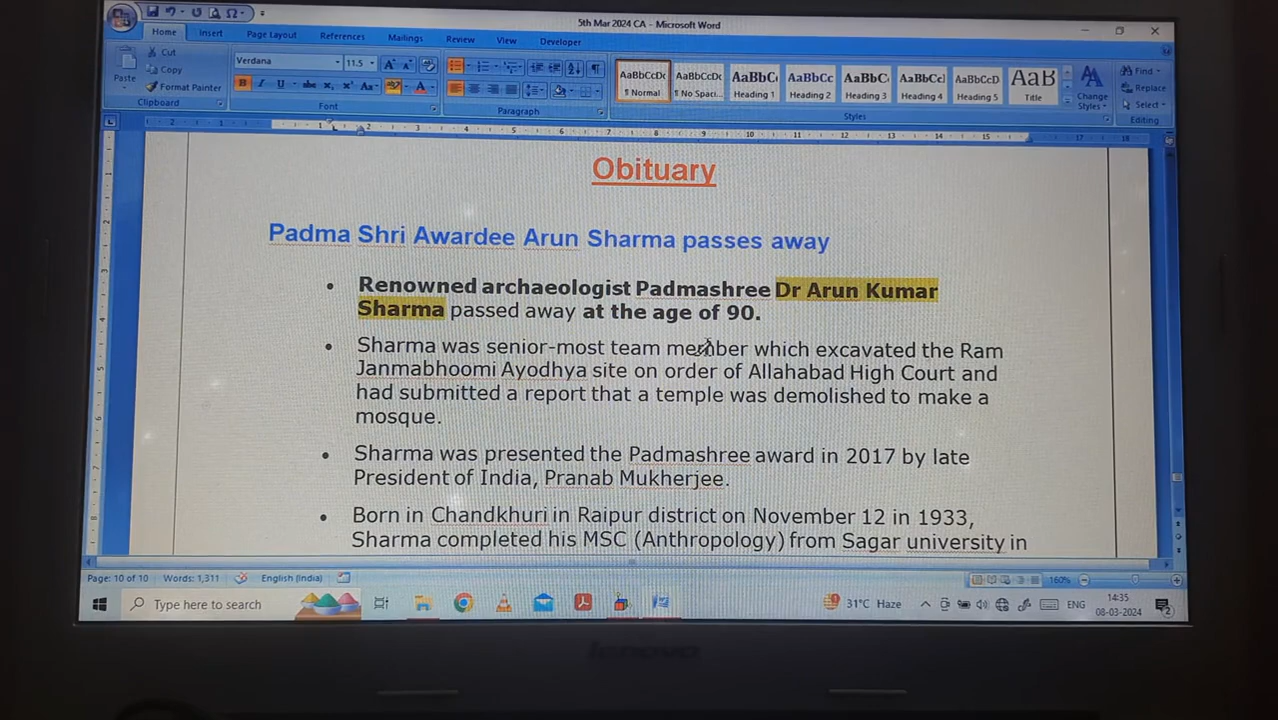 5th Mar 2024 CA - Microsoft Word
Home Insert Page Layout References Mailings Review View Developer
Paste
Cut
Copy
Format Painter
Clipboard
Verdana 11.5
Font
Paragraph
AaBbCcDc AaBbCcDc AaBbC AaBbCc AaBbC AaBbCcI AaBbCcD AaB
¶ Normal ¶ No Spaci... Heading 1 Heading 2 Heading 3 Heading 4 Heading 5 Title
Change Styles
Styles
Find
Replace
Select
Editing
Obituary
Padma Shri Awardee Arun Sharma passes away
• Renowned archaeologist Padmashree Dr Arun Kumar
Sharma passed away at the age of 90.
• Sharma was senior-most team member which excavated the Ram
Janmabhoomi Ayodhya site on order of Allahabad High Court and
had submitted a report that a temple was demolished to make a
mosque.
• Sharma was presented the Padmashree award in 2017 by late
President of India, Pranab Mukherjee.
• Born in Chandkhuri in Raipur district on November 12 in 1933,
Sharma completed his MSC (Anthropology) from Sagar university in
Page: 10 of 10 Words: 1,311 English (India) 160%
Type here to search 31°C Haze ENG 14:35
08-03-2024
lenovo